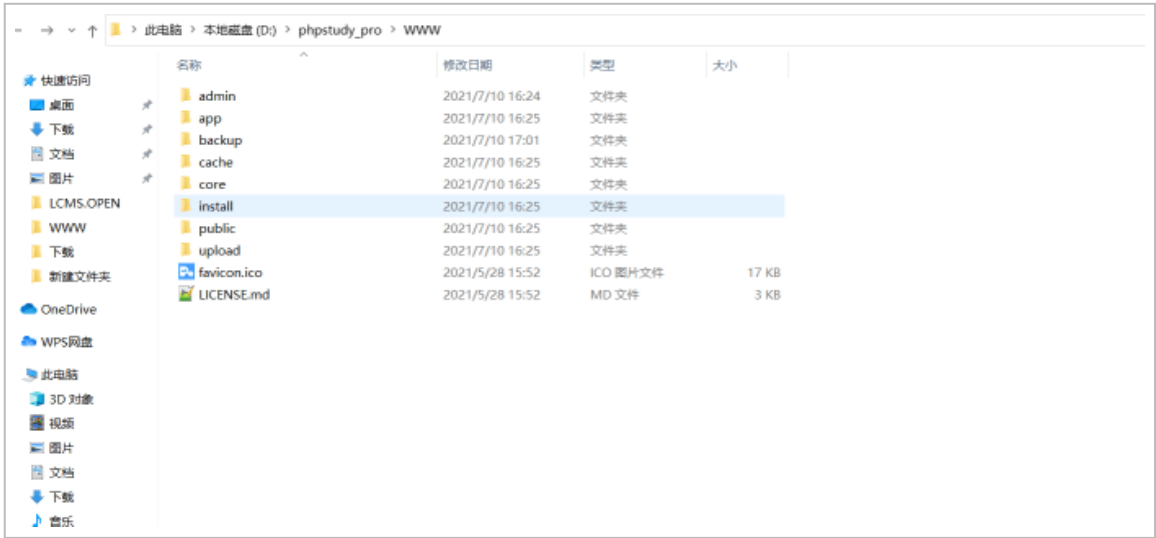 此电脑 > 本地磁盘 (D:) > phpstudy_pro > WWW
名称 修改日期 类型 大小
快速访问
桌面
下载
文档
图片
LCMS.OPEN
WWW
下载
新建文件夹
OneDrive
WPS网盘
此电脑
3D 对象
视频
图片
文档
下载
音乐
admin 2021/7/10 16:24 文件夹
app 2021/7/10 16:25 文件夹
backup 2021/7/10 17:01 文件夹
cache 2021/7/10 16:25 文件夹
core 2021/7/10 16:25 文件夹
install 2021/7/10 16:25 文件夹
public 2021/7/10 16:25 文件夹
upload 2021/7/10 16:25 文件夹
favicon.ico 2021/5/28 15:52 ICO 图片文件 17 KB
LICENSE.md 2021/5/28 15:52 MD 文件 3 KB